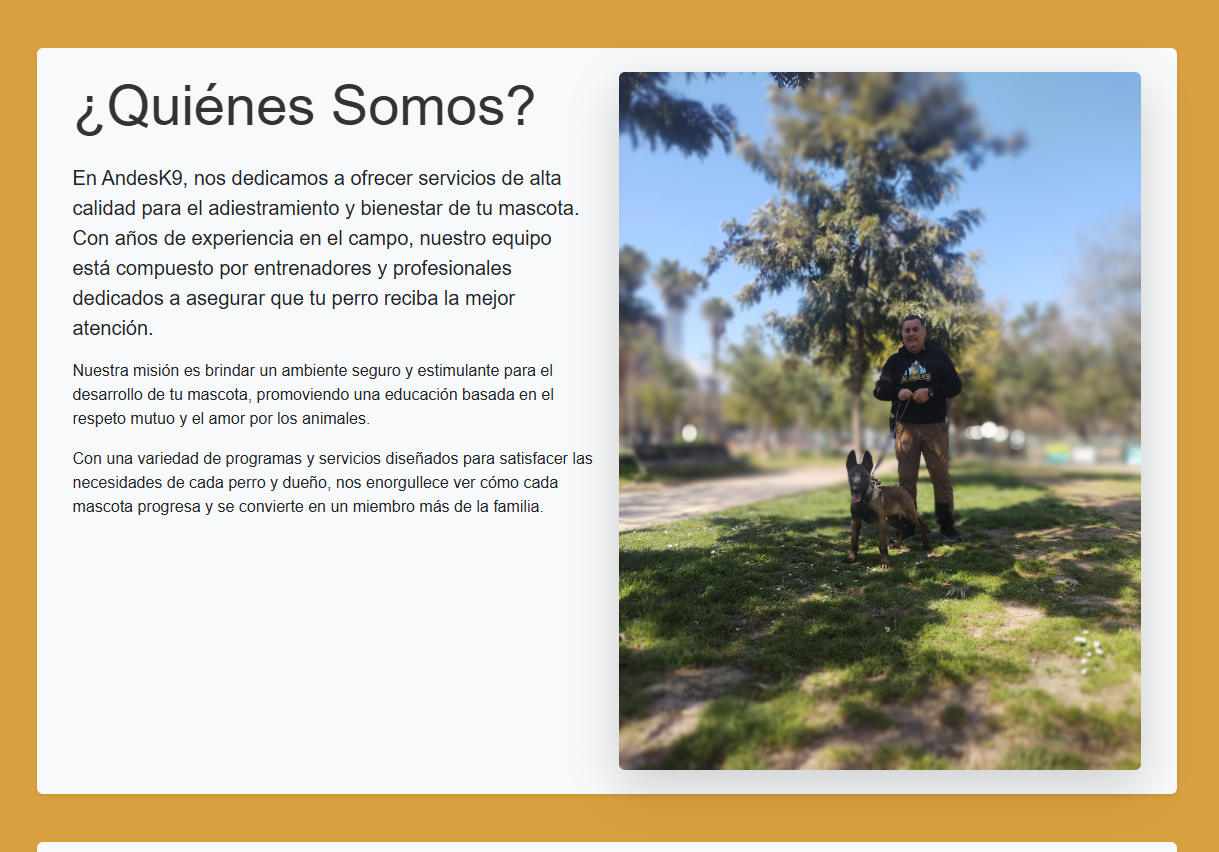 ¿Quiénes Somos?
En AndesK9, nos dedicamos a ofrecer servicios de alta
calidad para el adiestramiento y bienestar de tu mascota.
Con años de experiencia en el campo, nuestro equipo
está compuesto por entrenadores y profesionales
dedicados a asegurar que tu perro reciba la mejor
atención.
Nuestra misión es brindar un ambiente seguro y estimulante para el
desarrollo de tu mascota, promoviendo una educación basada en el
respeto mutuo y el amor por los animales.
Con una variedad de programas y servicios diseñados para satisfacer las
necesidades de cada perro y dueño, nos enorgullece ver cómo cada
mascota progresa y se convierte en un miembro más de la familia.